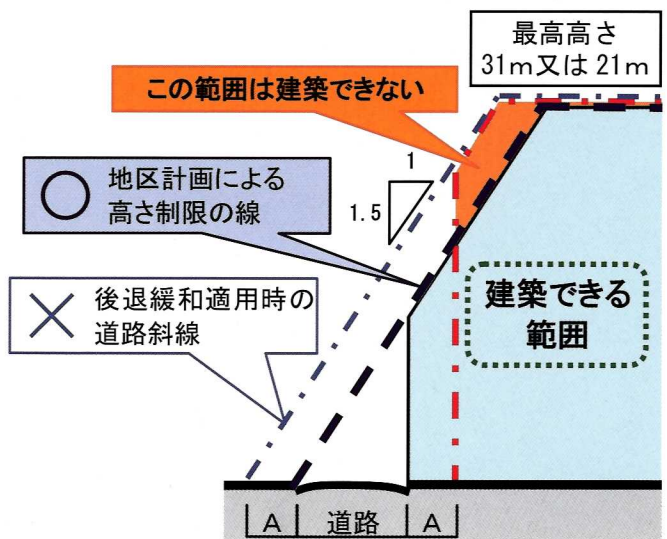 最高高さ
31m又は21m
この範囲は建築できない
1
1.5
地区計画による
高さ制限の線
後退緩和適用時の
道路斜線
建築できる
範囲
A 道路 A